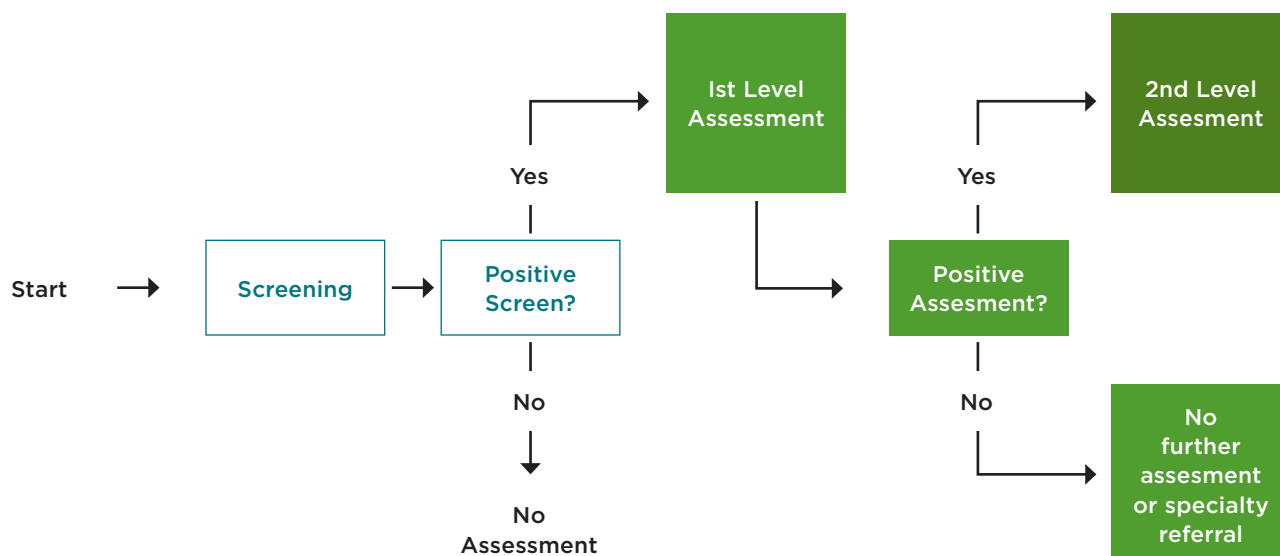 Start
Screening
Positive
Screen?
Yes
No
No
Assessment
Ist Level
Assessment
Positive
Assesment?
Yes
2nd Level
Assesment
No
No
further
assesment
or specialty
referral